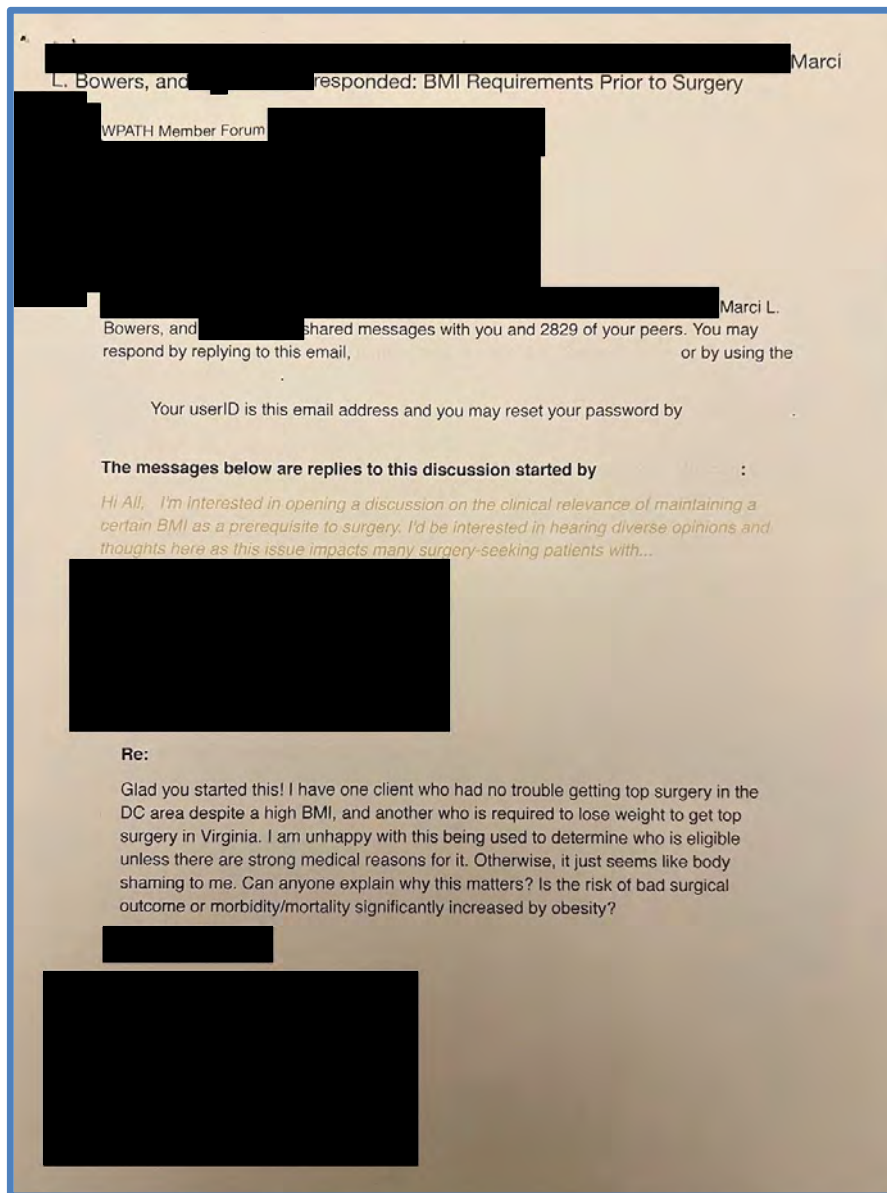 Marci
L. Bowers, and responded: BMI Requirements Prior to Surgery
WPATH Member Forum
Marci L.
Bowers, and shared messages with you and 2829 of your peers. You may
respond by replying to this email, or by using the
.
Your userID is this email address and you may reset your password by .
The messages below are replies to this discussion started by :
Hi All, I'm interested in opening a discussion on the clinical relevance of maintaining a
certain BMI as a prerequisite to surgery. I'd be interested in hearing diverse opinions and
thoughts here as this issue impacts many surgery-seeking patients with...
Re:
Glad you started this! I have one client who had no trouble getting top surgery in the
DC area despite a high BMI, and another who is required to lose weight to get top
surgery in Virginia. I am unhappy with this being used to determine who is eligible
unless there are strong medical reasons for it. Otherwise, it just seems like body
shaming to me. Can anyone explain why this matters? Is the risk of bad surgical
outcome or morbidity/mortality significantly increased by obesity?